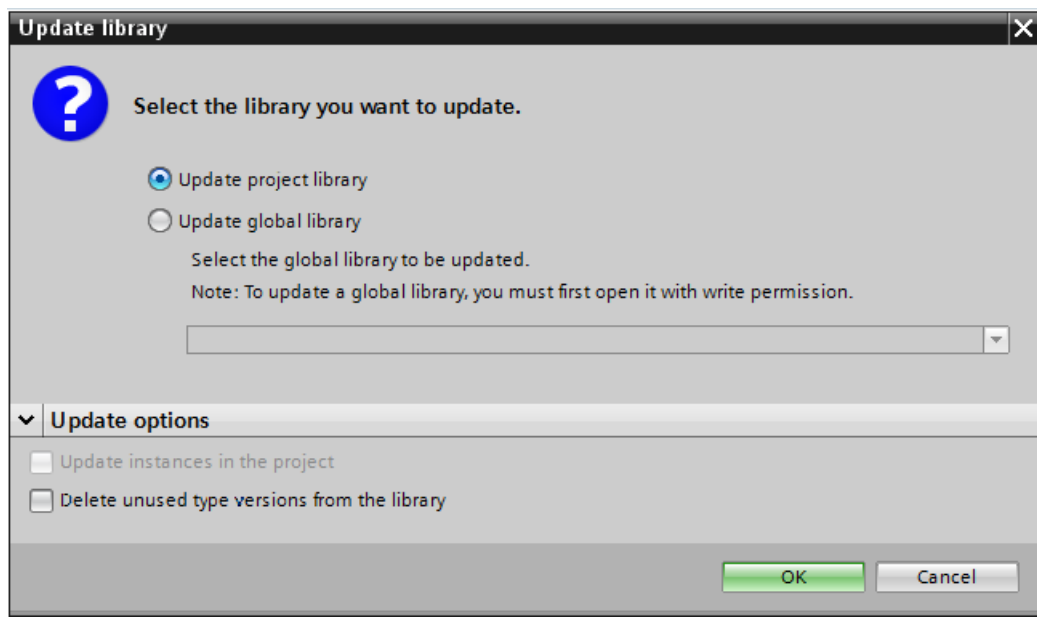 Update library
Select the library you want to update.
Update project library
Update global library
Select the global library to be updated.
Note: To update a global library, you must first open it with write permission.
Update options
Update instances in the project
Delete unused type versions from the library
OK
Cancel